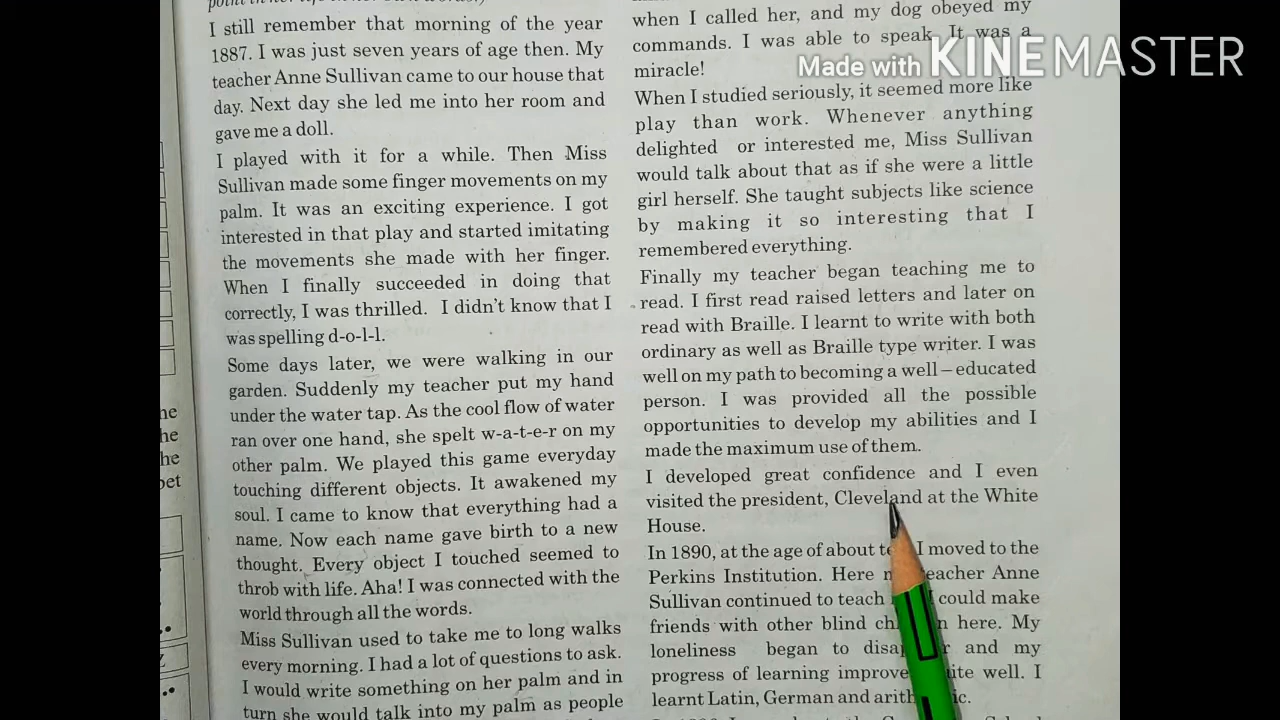 point in her life in her own words.)
I still remember that morning of the year
1887. I was just seven years of age then. My
teacher Anne Sullivan came to our house that
day. Next day she led me into her room and
gave me a doll.
I played with it for a while. Then Miss
Sullivan made some finger movements on my
palm. It was an exciting experience. I got
interested in that play and started imitating
the movements she made with her finger.
When I finally succeeded in doing that
correctly, I was thrilled. I didn't know that I
was spelling d-o-l-l.
Some days later, we were walking in our
garden. Suddenly my teacher put my hand
under the water tap. As the cool flow of water
ran over one hand, she spelt w-a-t-e-r on my
other palm. We played this game everyday
touching different objects. It awakened my
soul. I came to know that everything had a
name. Now each name gave birth to a new
thought. Every object I touched seemed to
throb with life. Aha! I was connected with the
world through all the words.
Miss Sullivan used to take me to long walks
every morning. I had a lot of questions to ask.
I would write something on her palm and in
turn she would talk into my palm as people
when I called her, and my dog obeyed my
commands. I was able to speak. It was a
miracle!
When I studied seriously, it seemed more like
play than work. Whenever anything
delighted or interested me, Miss Sullivan
would talk about that as if she were a little
girl herself. She taught subjects like science
by making it so interesting that I
remembered everything.
Finally my teacher began teaching me to
read. I first read raised letters and later on
read with Braille. I learnt to write with both
ordinary as well as Braille type writer. I was
well on my path to becoming a well – educated
person. I was provided all the possible
opportunities to develop my abilities and I
made the maximum use of them.
I developed great confidence and I even
visited the president, Cleveland at the White
House.
In 1890, at the age of about I moved to the
Perkins Institution. Here teacher Anne
Sullivan continued to teach I could make
friends with other blind here. My
loneliness began to and my
progress of learning well. I
learnt Latin, German and
Made with KINEMASTER